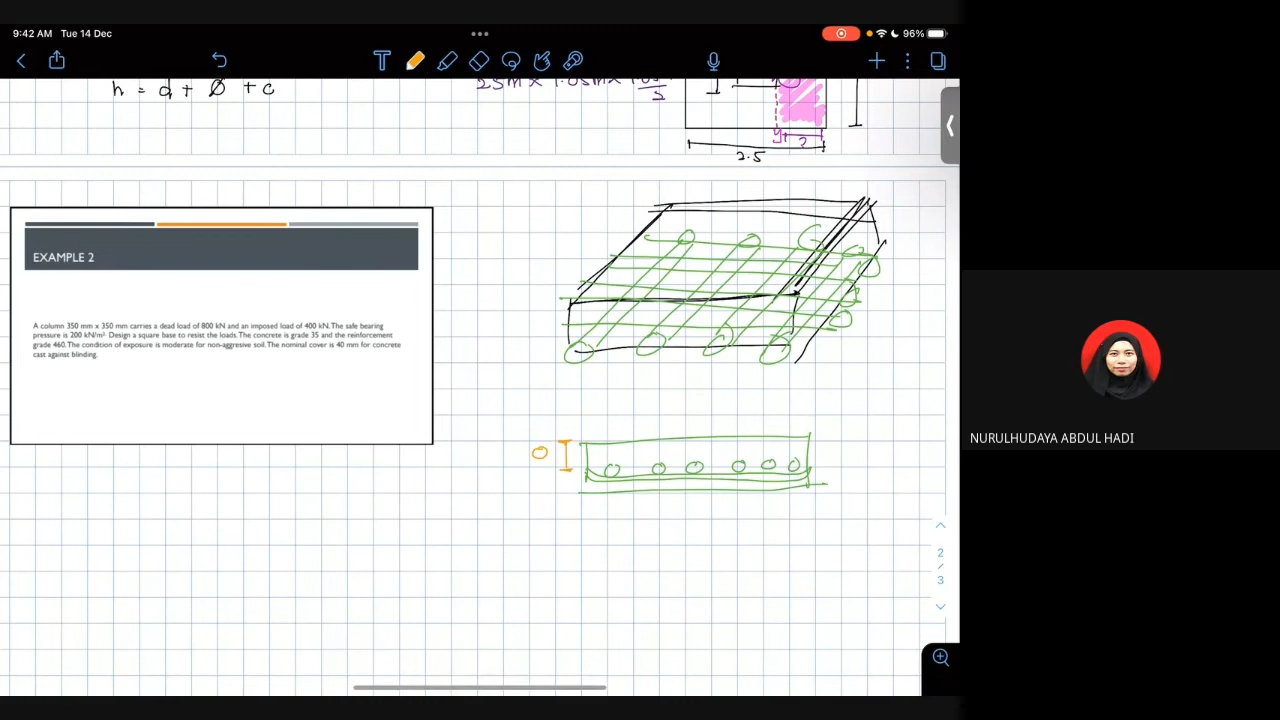 9:42 AM Tue 14 Dec
96%
h = d + Ø + c
2.5
EXAMPLE 2
A column 350 mm x 350 mm carries a dead load of 800 kN and an imposed load of 400 kN. The safe bearing
pressure is 200 kN/m². Design a square base to resist the loads. The concrete is grade 35 and the reinforcement
grade 460. The condition of exposure is moderate for non-aggresive soil. The nominal cover is 40 mm for concrete
cast against blinding.
NURULHUDAYA ABDUL HADI
2
/
3